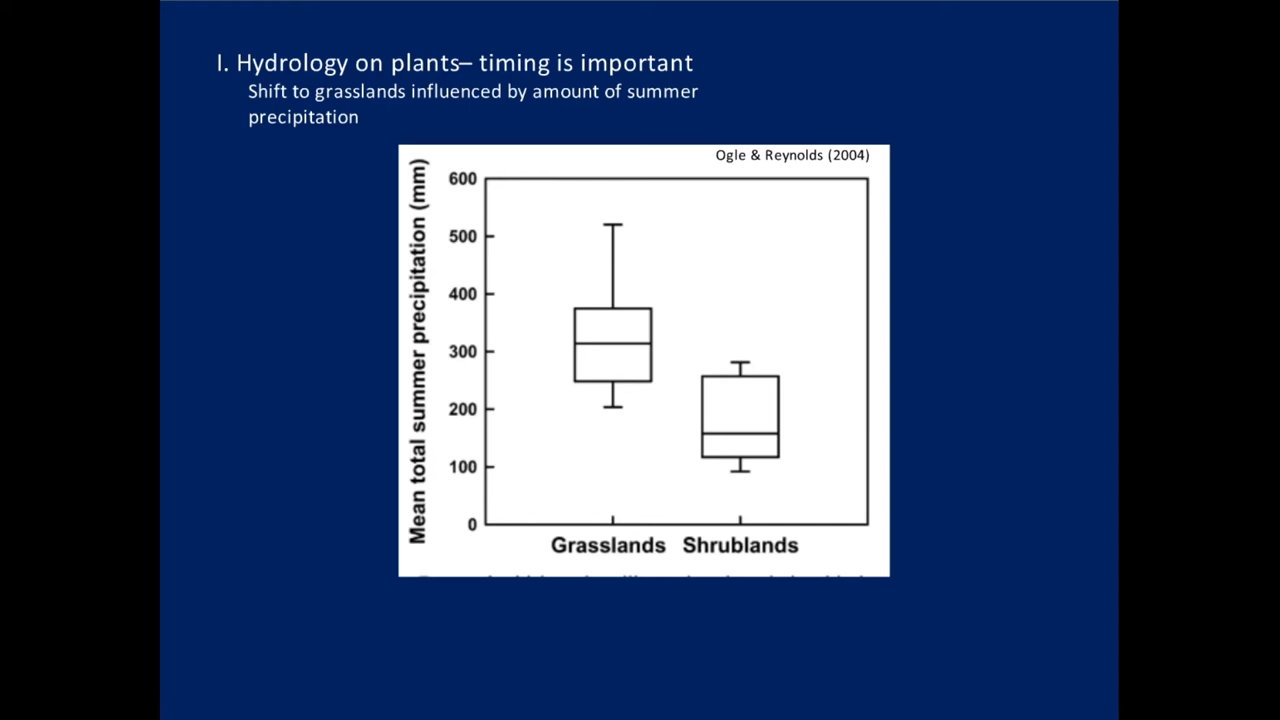 I. Hydrology on plants– timing is important
Shift to grasslands influenced by amount of summer
precipitation
Ogle & Reynolds (2004)
Mean total summer precipitation (mm)
600
500
400
300
200
100
0
Grasslands Shrublands